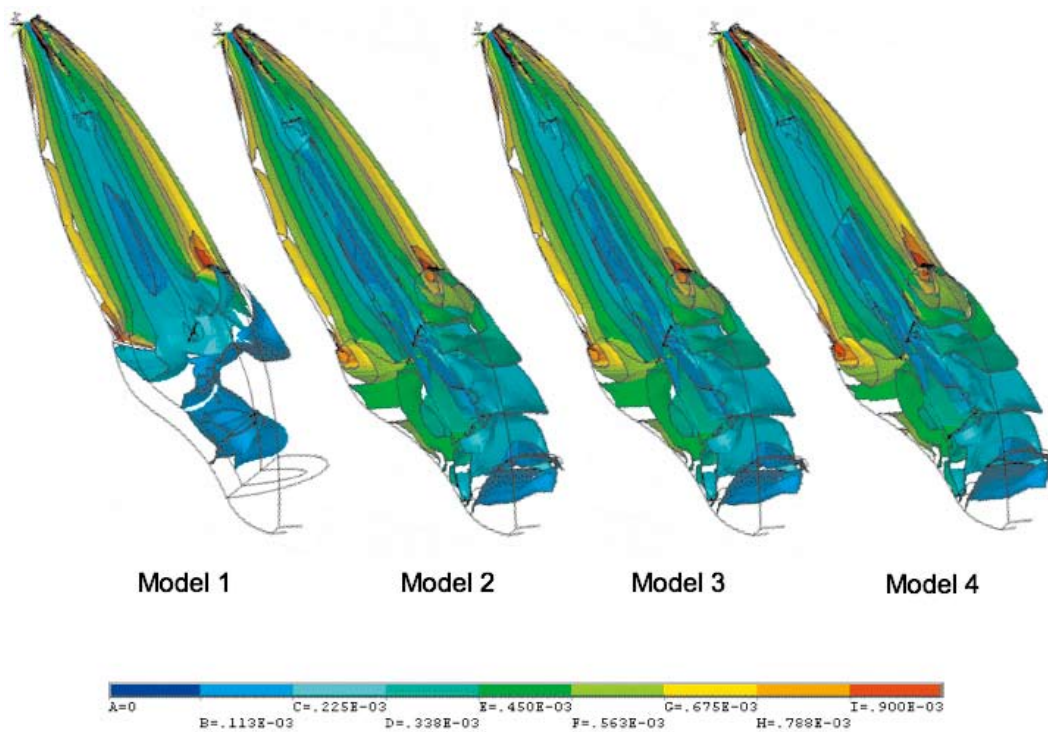 Model 1
Model 2
Model 3
Model 4
A=0
C=.225E-03
E=.450E-03
G=.675E-03
I=.900E-03
B=.113E-03
D=.338E-03
F=.563E-03
H=.788E-03